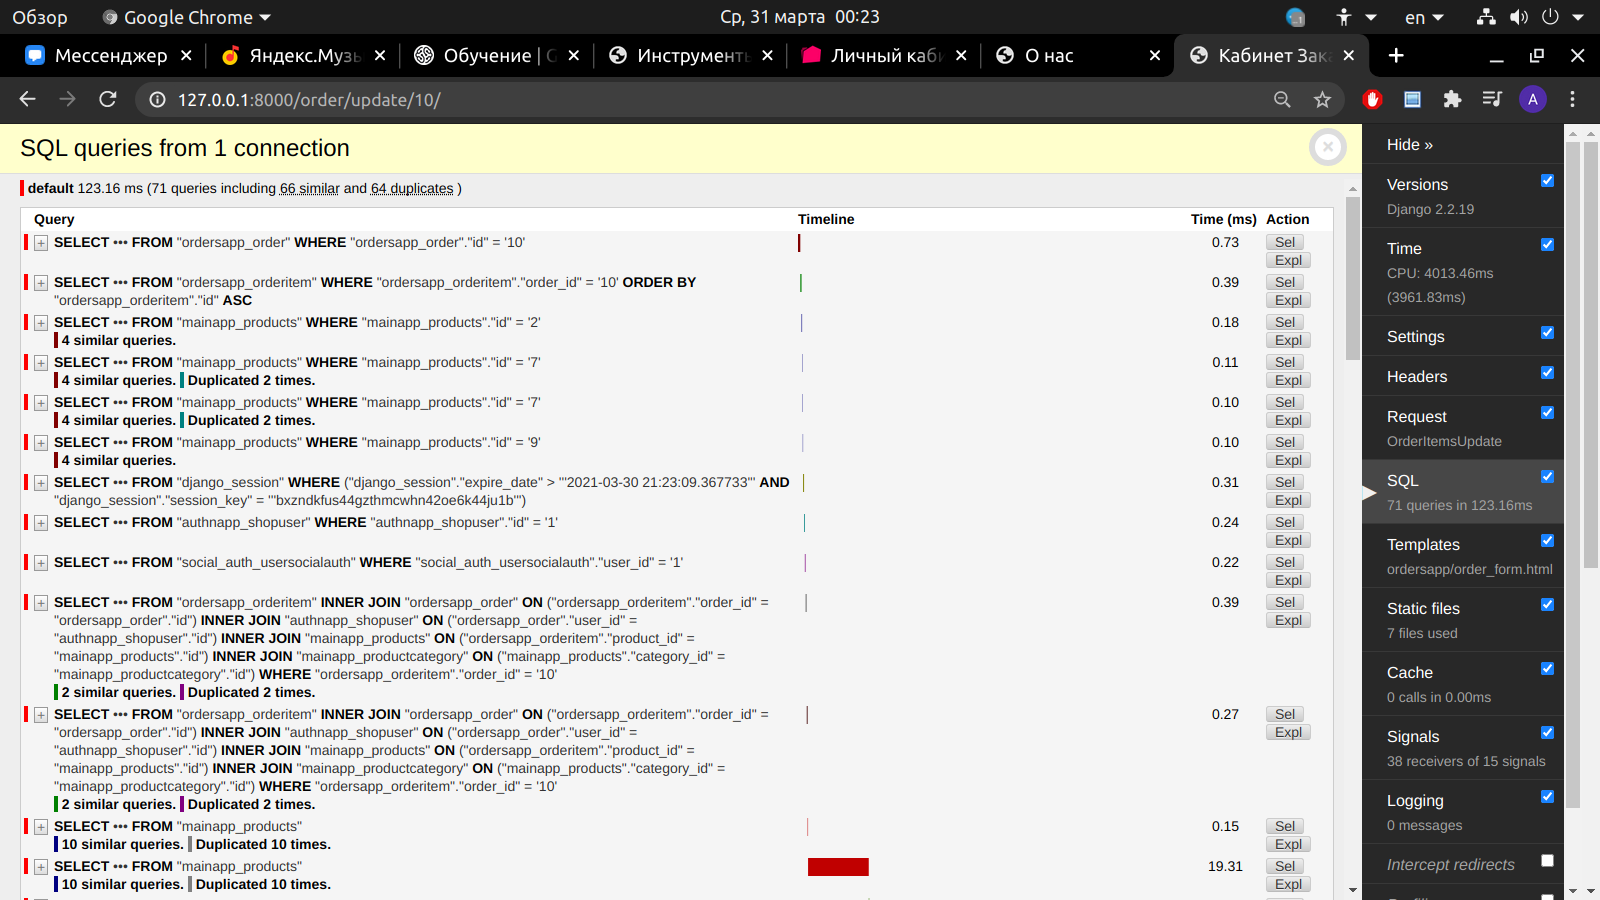 Обзор
Google Chrome
Ср, 31 марта 00:23
en
Мессенджер
Яндекс.Музь
Обучение | G
Инструменть
Личный каби
О нас
Кабинет Зака
127.0.0.1:8000/order/update/10/
A
SQL queries from 1 connection
default 123.16 ms (71 queries including 66 similar and 64 duplicates )
Query Timeline Time (ms) Action
SELECT ••• FROM "ordersapp_order" WHERE "ordersapp_order"."id" = '10' 0.73 Sel
Expl
SELECT ••• FROM "ordersapp_orderitem" WHERE "ordersapp_orderitem"."order_id" = '10' ORDER BY 0.39 Sel
"ordersapp_orderitem"."id" ASC Expl
SELECT ••• FROM "mainapp_products" WHERE "mainapp_products"."id" = '2' 0.18 Sel
4 similar queries. Expl
SELECT ••• FROM "mainapp_products" WHERE "mainapp_products"."id" = '7' 0.11 Sel
4 similar queries. Duplicated 2 times. Expl
SELECT ••• FROM "mainapp_products" WHERE "mainapp_products"."id" = '7' 0.10 Sel
4 similar queries. Duplicated 2 times. Expl
SELECT ••• FROM "mainapp_products" WHERE "mainapp_products"."id" = '9' 0.10 Sel
4 similar queries. Expl
SELECT ••• FROM "django_session" WHERE ("django_session"."expire_date" > '''2021-03-30 21:23:09.367733''' AND 0.31 Sel
"django_session"."session_key" = '''bxzndkfus44gzthmcwhn42oe6k44ju1b''') Expl
SELECT ••• FROM "authnapp_shopuser" WHERE "authnapp_shopuser"."id" = '1' 0.24 Sel
Expl
SELECT ••• FROM "social_auth_usersocialauth" WHERE "social_auth_usersocialauth"."user_id" = '1' 0.22 Sel
Expl
SELECT ••• FROM "ordersapp_orderitem" INNER JOIN "ordersapp_order" ON ("ordersapp_orderitem"."order_id" = 0.39 Sel
"ordersapp_order"."id") INNER JOIN "authnapp_shopuser" ON ("ordersapp_order"."user_id" = Expl
"authnapp_shopuser"."id") INNER JOIN "mainapp_products" ON ("ordersapp_orderitem"."product_id" =
"mainapp_products"."id") INNER JOIN "mainapp_productcategory" ON ("mainapp_products"."category_id" =
"mainapp_productcategory"."id") WHERE "ordersapp_orderitem"."order_id" = '10'
2 similar queries. Duplicated 2 times.
SELECT ••• FROM "ordersapp_orderitem" INNER JOIN "ordersapp_order" ON ("ordersapp_orderitem"."order_id" = 0.27 Sel
"ordersapp_order"."id") INNER JOIN "authnapp_shopuser" ON ("ordersapp_order"."user_id" = Expl
"authnapp_shopuser"."id") INNER JOIN "mainapp_products" ON ("ordersapp_orderitem"."product_id" =
"mainapp_products"."id") INNER JOIN "mainapp_productcategory" ON ("mainapp_products"."category_id" =
"mainapp_productcategory"."id") WHERE "ordersapp_orderitem"."order_id" = '10'
2 similar queries. Duplicated 2 times.
SELECT ••• FROM "mainapp_products" 0.15 Sel
10 similar queries. Duplicated 10 times. Expl
SELECT ••• FROM "mainapp_products" 19.31 Sel
10 similar queries. Duplicated 10 times. Expl
Hide »
Versions
Django 2.2.19
Time
CPU: 4013.46ms
(3961.83ms)
Settings
Headers
Request
OrderItemsUpdate
SQL
71 queries in 123.16ms
Templates
ordersapp/order_form.html
Static files
7 files used
Cache
0 calls in 0.00ms
Signals
38 receivers of 15 signals
Logging
0 messages
Intercept redirects